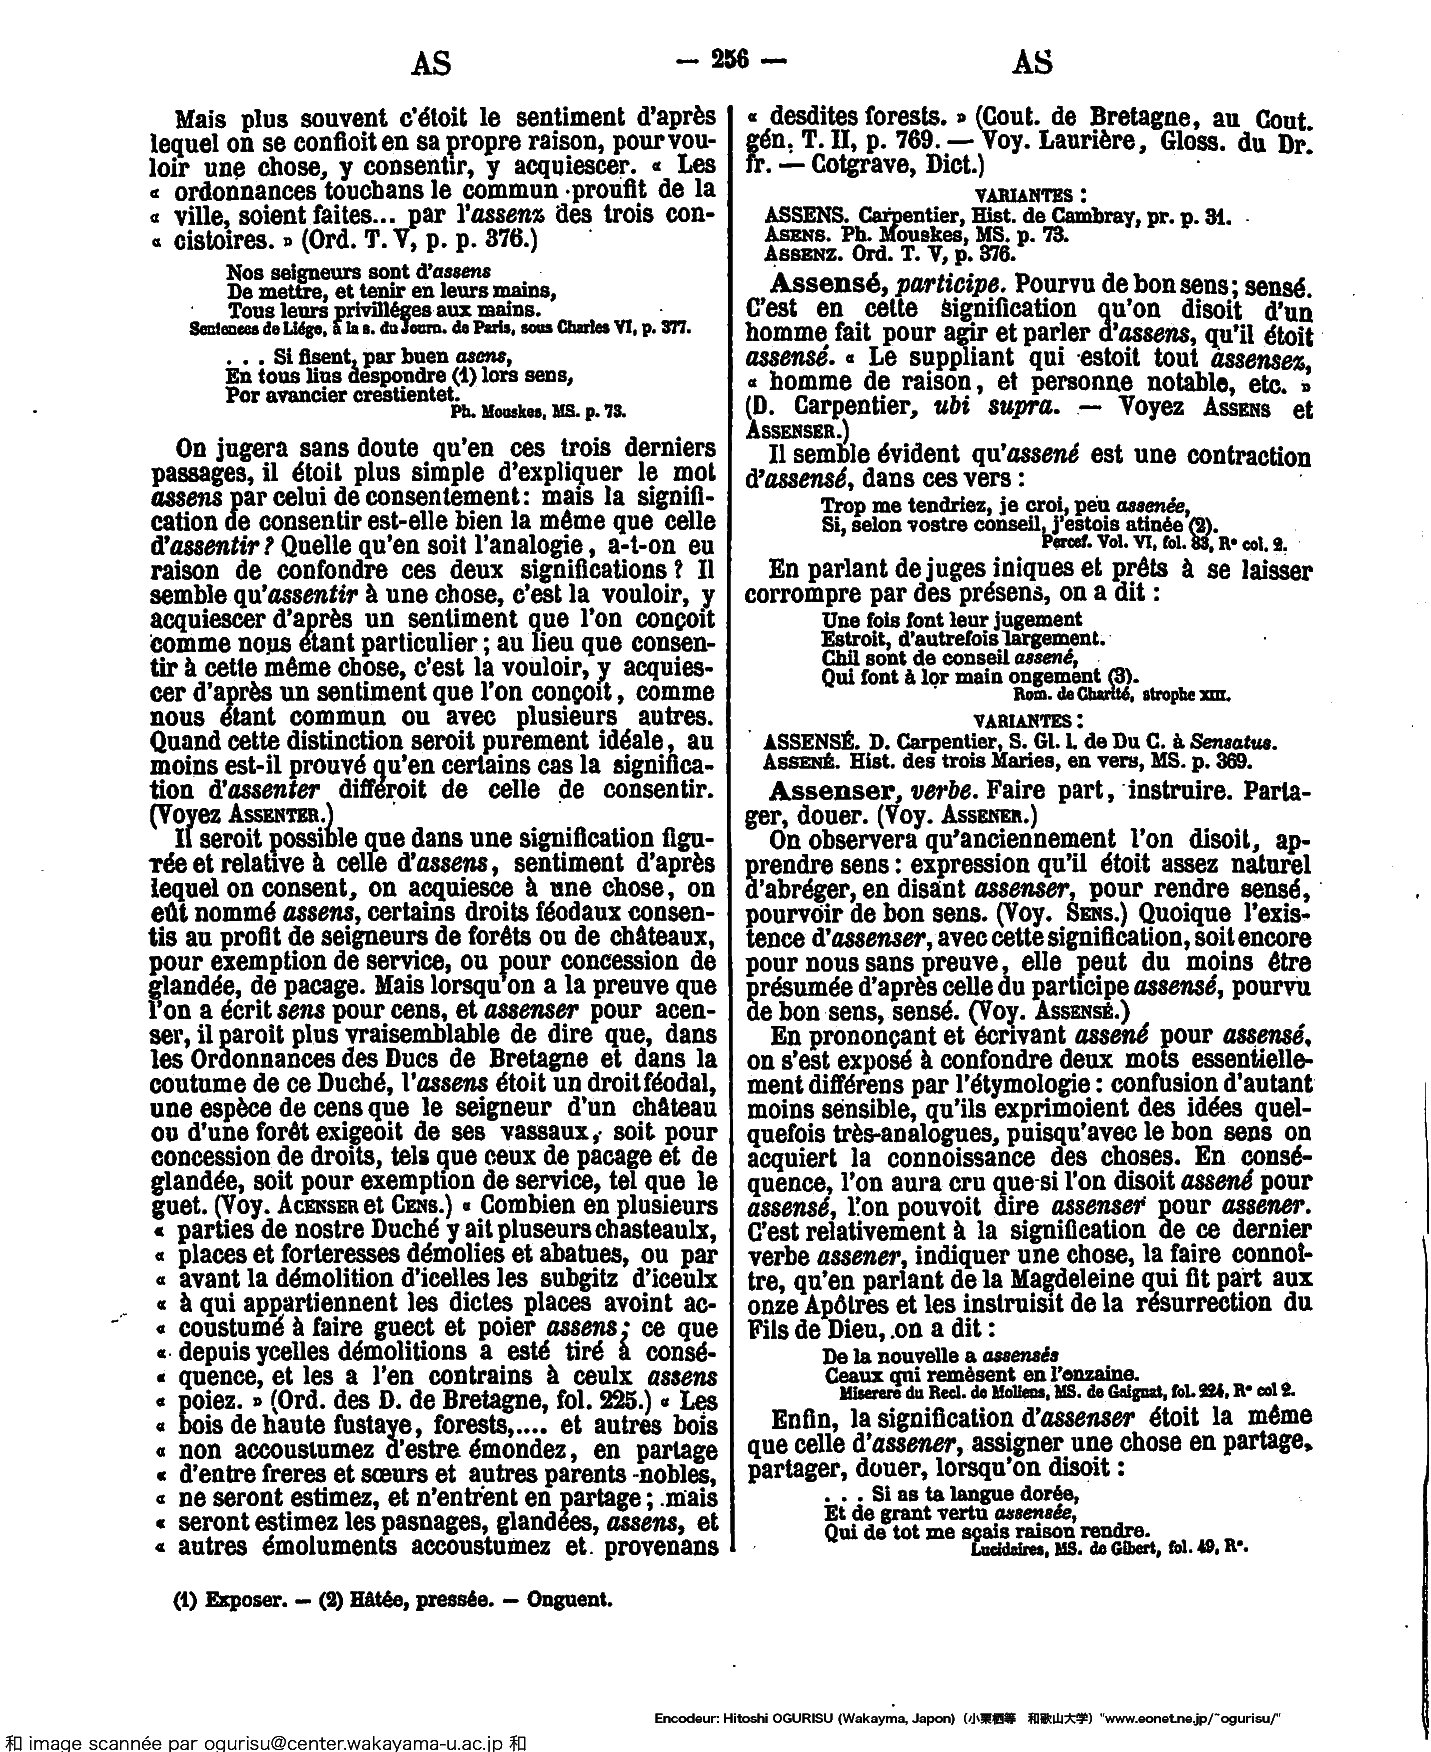 AS — 256 — AS
Mais plus souvent c'étoit le sentiment d'après
lequel on se confioit en sa propre raison, pour vou-
loir une chose, y consentir, y acquiescer. « Les
« ordonnances touchans le commun proufit de la
« ville, soient faites... par l'assenz des trois con-
« cistoires. » (Ord. T. V, p. p. 376.)
Nos seigneurs sont d'assens
De mettre, et tenir en leurs mains,
Tous leurs privilléges aux mains.
Sentences de Liége, à la s. du Journ. de Paris, sous Charles VI, p. 377.
. . . Si fisent, par buen asens,
En tous lius despondre (1) lors sens,
Por avancier crestientet.
Ph. Mouskes, MS. p. 73.
On jugera sans doute qu'en ces trois derniers
passages, il étoit plus simple d'expliquer le mot
assens par celui de consentement : mais la signifi-
cation de consentir est-elle bien la même que celle
d'assentir ? Quelle qu'en soit l'analogie, a-t-on eu
raison de confondre ces deux significations ? Il
semble qu'assentir à une chose, c'est la vouloir, y
acquiescer d'après un sentiment que l'on conçoit
comme nous étant particulier ; au lieu que consen-
tir à cette même chose, c'est la vouloir, y acquies-
cer d'après un sentiment que l'on conçoit, comme
nous étant commun ou avec plusieurs autres.
Quand cette distinction seroit purement idéale, au
moins est-il prouvé qu'en certains cas la significa-
tion d'assenter différoit de celle de consentir.
(Voyez ASSENTER.)
Il seroit possible que dans une signification figu-
rée et relative à celle d'assens, sentiment d'après
lequel on consent, on acquiesce à une chose, on
eût nommé assens, certains droits féodaux consen-
tis au profit de seigneurs de forêts ou de châteaux,
pour exemption de service, ou pour concession de
glandée, de pacage. Mais lorsqu'on a la preuve que
l'on a écrit sens pour cens, et assenser pour acen-
ser, il paroit plus vraisemblable de dire que, dans
les Ordonnances des Ducs de Bretagne et dans la
coutume de ce Duché, l'assens étoit un droit féodal,
une espèce de cens que le seigneur d'un château
ou d'une forêt exigeoit de ses vassaux, soit pour
concession de droits, tels que ceux de pacage et de
glandée, soit pour exemption de service, tel que le
guet. (Voy. ACENSER et CENS.) « Combien en plusieurs
« parties de nostre Duché y ait pluseurs chasteaulx,
« places et forteresses démolies et abatues, ou par
« avant la démolition d'icelles les subgitz d'iceulx
« à qui appartiennent les dictes places avoint ac-
« coustumé à faire guect et poier assens ; ce que
« depuis ycelles démolitions a esté tiré à consé-
« quence, et les a l'en contrains à ceulx assens
« poiez. » (Ord. des D. de Bretagne, fol. 225.) « Les
« bois de haute fustaye, forests,.... et autres bois
« non accoustumez d'estre émondez, en partage
« d'entre freres et sœurs et autres parents nobles,
« ne seront estimez, et n'entrent en partage ; mais
« seront estimez les pasnages, glandées, assens, et
« autres émoluments accoustumez et provenans
« desdites forests. » (Cout. de Bretagne, au Cout.
gén. T. II, p. 769. — Voy. Laurière, Gloss. du Dr.
fr. — Cotgrave, Dict.)
VARIANTES :
ASSENS. Carpentier, Hist. de Cambray, pr. p. 31.
ASENS. Ph. Mouskes, MS. p. 73.
ASSENZ. Ord. T. V, p. 376.
Assensé, participe. Pourvu de bon sens ; sensé.
C'est en cette signification qu'on disoit d'un
homme fait pour agir et parler d'assens, qu'il étoit
assensé. « Le suppliant qui estoit tout assensez,
« homme de raison, et personne notable, etc. »
(D. Carpentier, ubi supra. — Voyez ASSENS et
ASSENSER.)
Il semble évident qu'assené est une contraction
d'assensé, dans ces vers :
Trop me tendriez, je croi, peu assenée,
Si, selon vostre conseil, j'estois atinée (2).
Percef. Vol. VI, fol. 83, R° col. 2.
En parlant de juges iniques et prêts à se laisser
corrompre par des présens, on a dit :
Une fois font leur jugement
Estroit, d'autrefois largement.
Chil sont de conseil assené,
Qui font à lor main ongement (3).
Rom. de Charité, strophe XIII.
VARIANTES :
ASSENSÉ. D. Carpentier, S. Gl. l. de Du C. à Sensatus.
ASSENÉ. Hist. des trois Maries, en vers, MS. p. 369.
Assenser, verbe. Faire part, instruire. Parta-
ger, douer. (Voy. ASSENER.)
On observera qu'anciennement l'on disoit, ap-
prendre sens : expression qu'il étoit assez naturel
d'abréger, en disant assenser, pour rendre sensé,
pourvoir de bon sens. (Voy. SENS.) Quoique l'exis-
tence d'assenser, avec cette signification, soit encore
pour nous sans preuve, elle peut du moins être
présumée d'après celle du participe assensé, pourvu
de bon sens, sensé. (Voy. ASSENSÉ.)
En prononçant et écrivant assené pour assensé,
on s'est exposé à confondre deux mots essentielle-
ment différens par l'étymologie : confusion d'autant
moins sensible, qu'ils exprimoient des idées quel-
quefois très-analogues, puisqu'avec le bon sens on
acquiert la connoissance des choses. En consé-
quence, l'on aura cru que si l'on disoit assené pour
assensé, l'on pouvoit dire assenser pour assener.
C'est relativement à la signification de ce dernier
verbe assener, indiquer une chose, la faire connoi-
tre, qu'en parlant de la Magdeleine qui fit part aux
onze Apôtres et les instruisit de la résurrection du
Fils de Dieu, on a dit :
De la nouvelle a assensés
Ceaux qui remèsent en l'enzaine.
Miserere du Recl. de Moliens, MS. de Gaignat, fol. 224, R° col 2.
Enfin, la signification d'assenser étoit la même
que celle d'assener, assigner une chose en partage,
partager, douer, lorsqu'on disoit :
. . . Si as ta langue dorée,
Et de grant vertu assensée,
Qui de tot me sçais raison rendre.
Lucidaires, MS. de Gibert, fol. 49, R°.
(1) Exposer. — (2) Hâtée, pressée. — Onguent.
Encodeur: Hitoshi OGURISU (Wakayma, Japon) (小栗栖等 和歌山大学) "www.eonet.ne.jp/~ogurisu/"
和 image scannée par ogurisu@center.wakayama-u.ac.jp 和